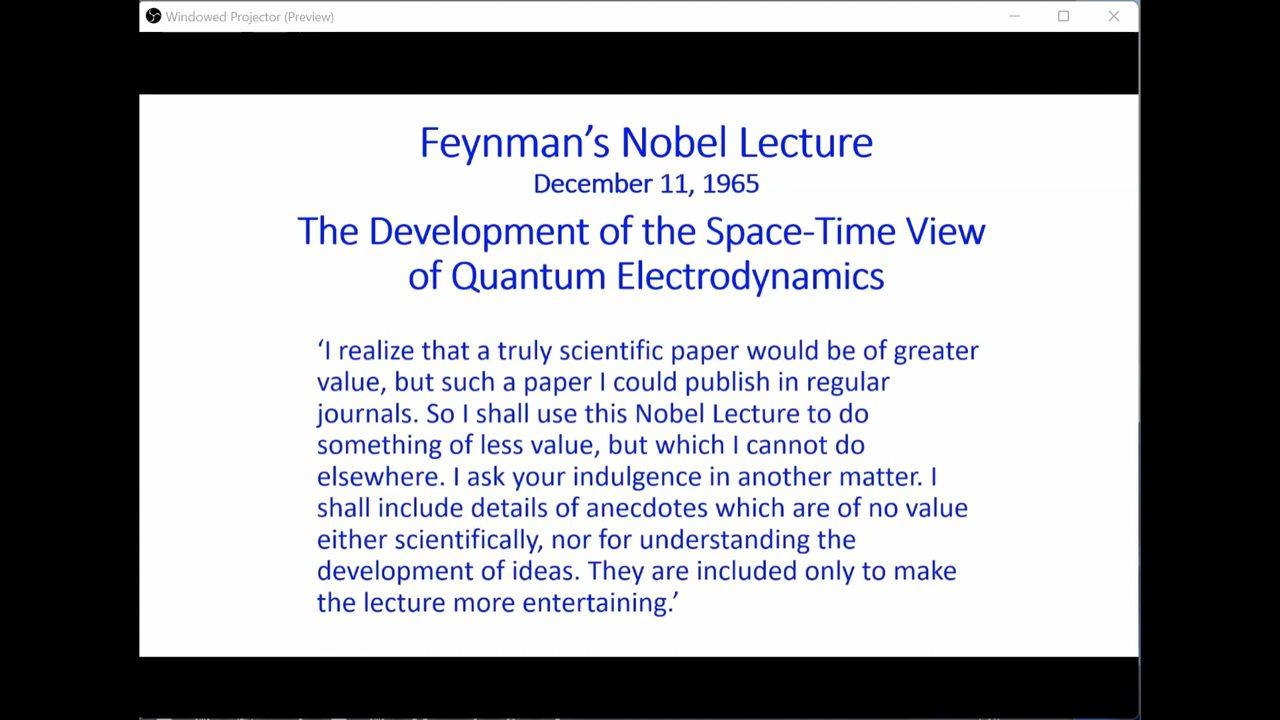 Windowed Projector (Preview)
Feynman's Nobel Lecture
December 11, 1965
The Development of the Space-Time View
of Quantum Electrodynamics
‘I realize that a truly scientific paper would be of greater
value, but such a paper I could publish in regular
journals. So I shall use this Nobel Lecture to do
something of less value, but which I cannot do
elsewhere. I ask your indulgence in another matter. I
shall include details of anecdotes which are of no value
either scientifically, nor for understanding the
development of ideas. They are included only to make
the lecture more entertaining.’